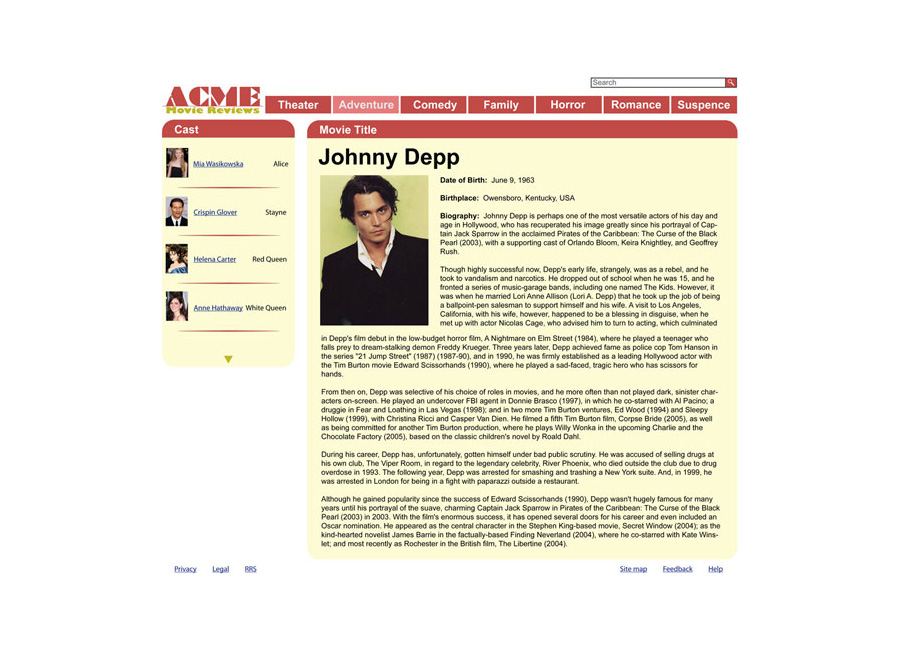 Search
ACME
Movie Reviews
Theater
Adventure
Comedy
Family
Horror
Romance
Suspence
Cast
Mia Wasikowska Alice
Crispin Glover Stayne
Helena Carter Red Queen
Anne Hathaway White Queen
Movie Title
Johnny Depp
Date of Birth: June 9, 1963
Birthplace: Owensboro, Kentucky, USA
Biography: Johnny Depp is perhaps one of the most versatile actors of his day and
age in Hollywood, who has recuperated his image greatly since his portrayal of Cap-
tain Jack Sparrow in the acclaimed Pirates of the Caribbean: The Curse of the Black
Pearl (2003), with a supporting cast of Orlando Bloom, Keira Knightley, and Geoffrey
Rush.
Though highly successful now, Depp's early life, strangely, was as a rebel, and he
took to vandalism and narcotics. He dropped out of school when he was 15, and he
fronted a series of music-garage bands, including one named The Kids. However, it
was when he married Lori Anne Allison (Lori A. Depp) that he took up the job of being
a ballpoint-pen salesman to support himself and his wife. A visit to Los Angeles,
California, with his wife, however, happened to be a blessing in disguise, when he
met up with actor Nicolas Cage, who advised him to turn to acting, which culminated
in Depp's film debut in the low-budget horror film, A Nightmare on Elm Street (1984), where he played a teenager who
falls prey to dream-stalking demon Freddy Krueger. Three years later, Depp achieved fame as police cop Tom Hanson in
the series "21 Jump Street" (1987) (1987-90), and in 1990, he was firmly established as a leading Hollywood actor with
the Tim Burton movie Edward Scissorhands (1990), where he played a sad-faced, tragic hero who has scissors for
hands.
From then on, Depp was selective of his choice of roles in movies, and he more often than not played dark, sinister char-
acters on-screen. He played an undercover FBI agent in Donnie Brasco (1997), in which he co-starred with Al Pacino; a
druggie in Fear and Loathing in Las Vegas (1998); and in two more Tim Burton ventures, Ed Wood (1994) and Sleepy
Hollow (1999), with Christina Ricci and Casper Van Dien. He filmed a fifth Tim Burton film, Corpse Bride (2005), as well
as being committed for another Tim Burton production, where he plays Willy Wonka in the upcoming Charlie and the
Chocolate Factory (2005), based on the classic children's novel by Roald Dahl.
During his career, Depp has, unfortunately, gotten himself under bad public scrutiny. He was accused of selling drugs at
his own club, The Viper Room, in regard to the legendary celebrity, River Phoenix, who died outside the club due to drug
overdose in 1993. The following year, Depp was arrested for smashing and trashing a New York suite. And, in 1999, he
was arrested in London for being in a fight with paparazzi outside a restaurant.
Although he gained popularity since the success of Edward Scissorhands (1990), Depp wasn't hugely famous for many
years until his portrayal of the suave, charming Captain Jack Sparrow in Pirates of the Caribbean: The Curse of the Black
Pearl (2003) in 2003. With the film's enormous success, it has opened several doors for his career and even included an
Oscar nomination. He appeared as the central character in the Stephen King-based movie, Secret Window (2004); as the
kind-hearted novelist James Barrie in the factually-based Finding Neverland (2004), where he co-starred with Kate Wins-
let; and most recently as Rochester in the British film, The Libertine (2004).
Privacy Legal RRS Site map Feedback Help